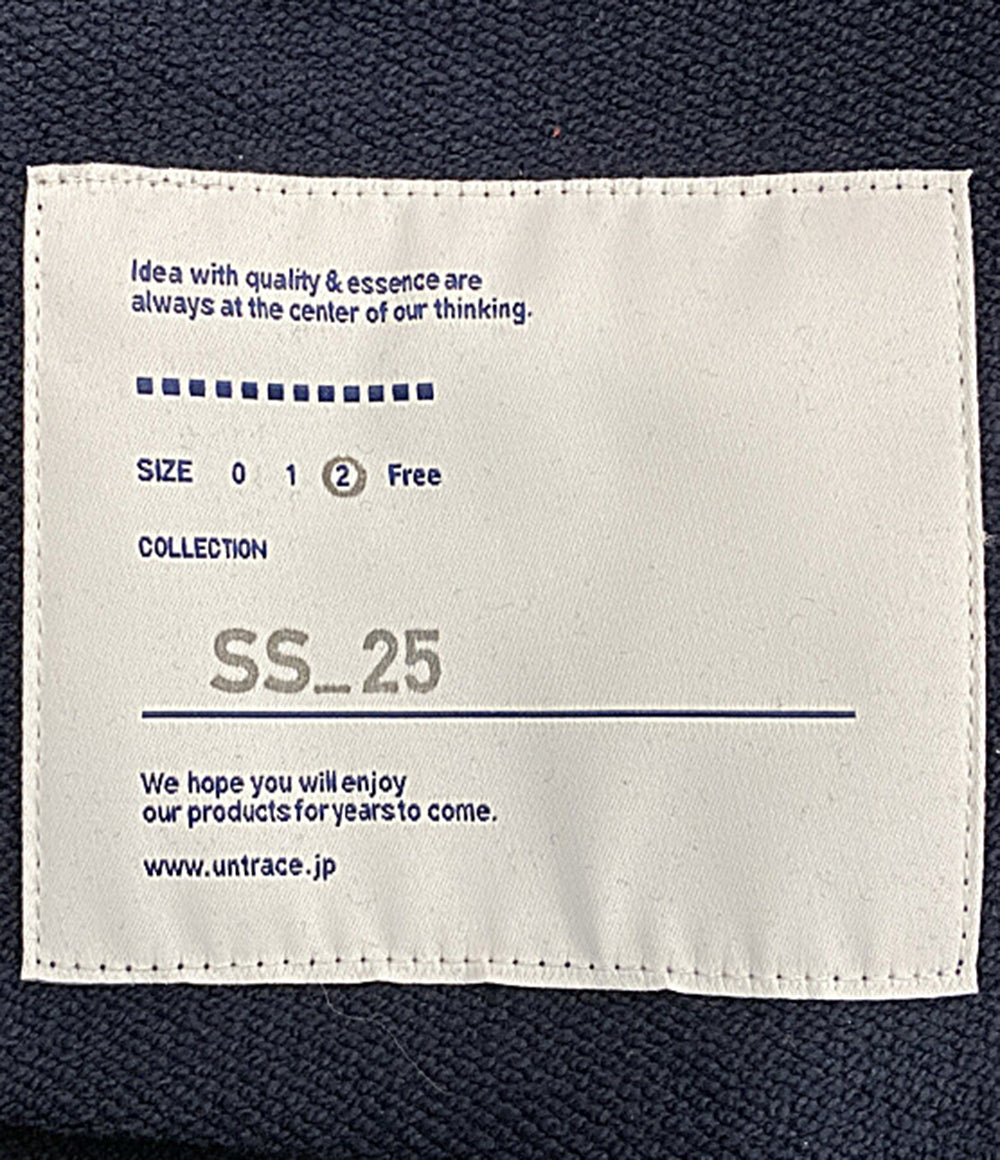 Idea with quality & essence are
always at the center of our thinking.
SIZE 0 1 2 Free
COLLECTION
SS_25
We hope you will enjoy
our products for years to come.
www.untrace.jp